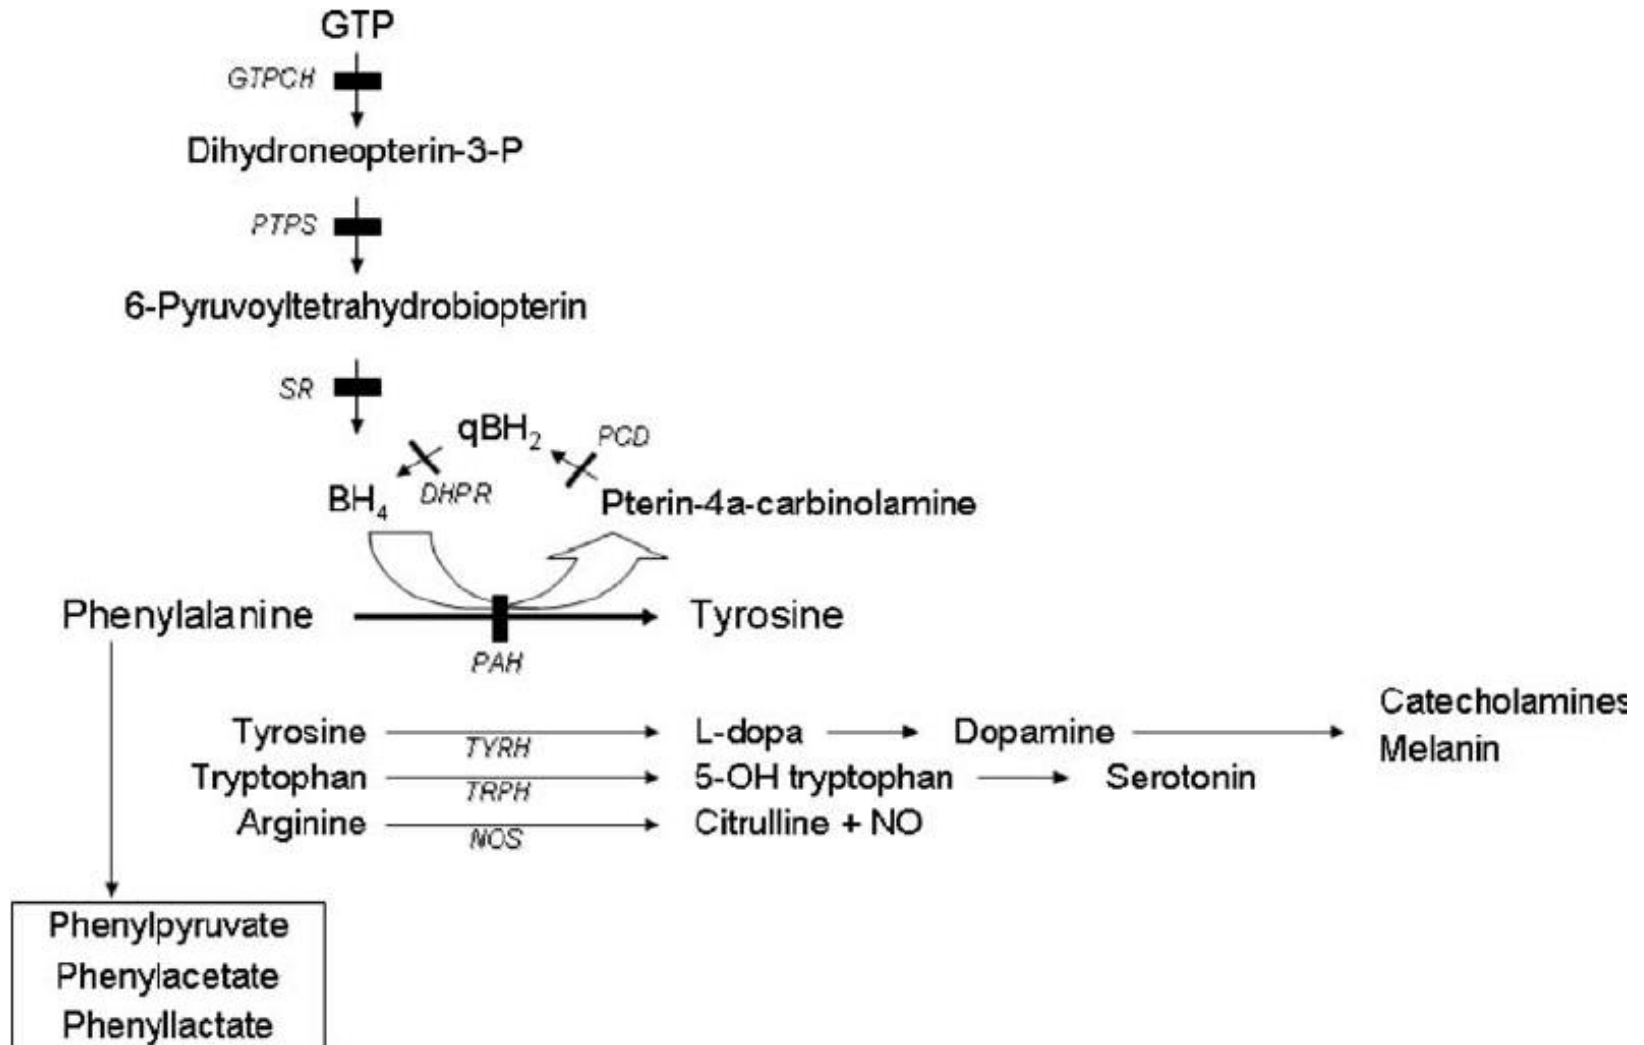 GTP
GTPCH
Dihydroneopterin-3-P
PTPS
6-Pyruvoyltetrahydrobiopterin
SR
qBH2
PCD
DHPR
BH4
Pterin-4a-carbinolamine
Phenylalanine
Tyrosine
PAH
Tyrosine TYRH L-dopa Dopamine Catecholamines
Melanin
Tryptophan TRPH 5-OH tryptophan Serotonin
Arginine NOS Citrulline + NO
Phenylpyruvate
Phenylacetate
Phenyllactate